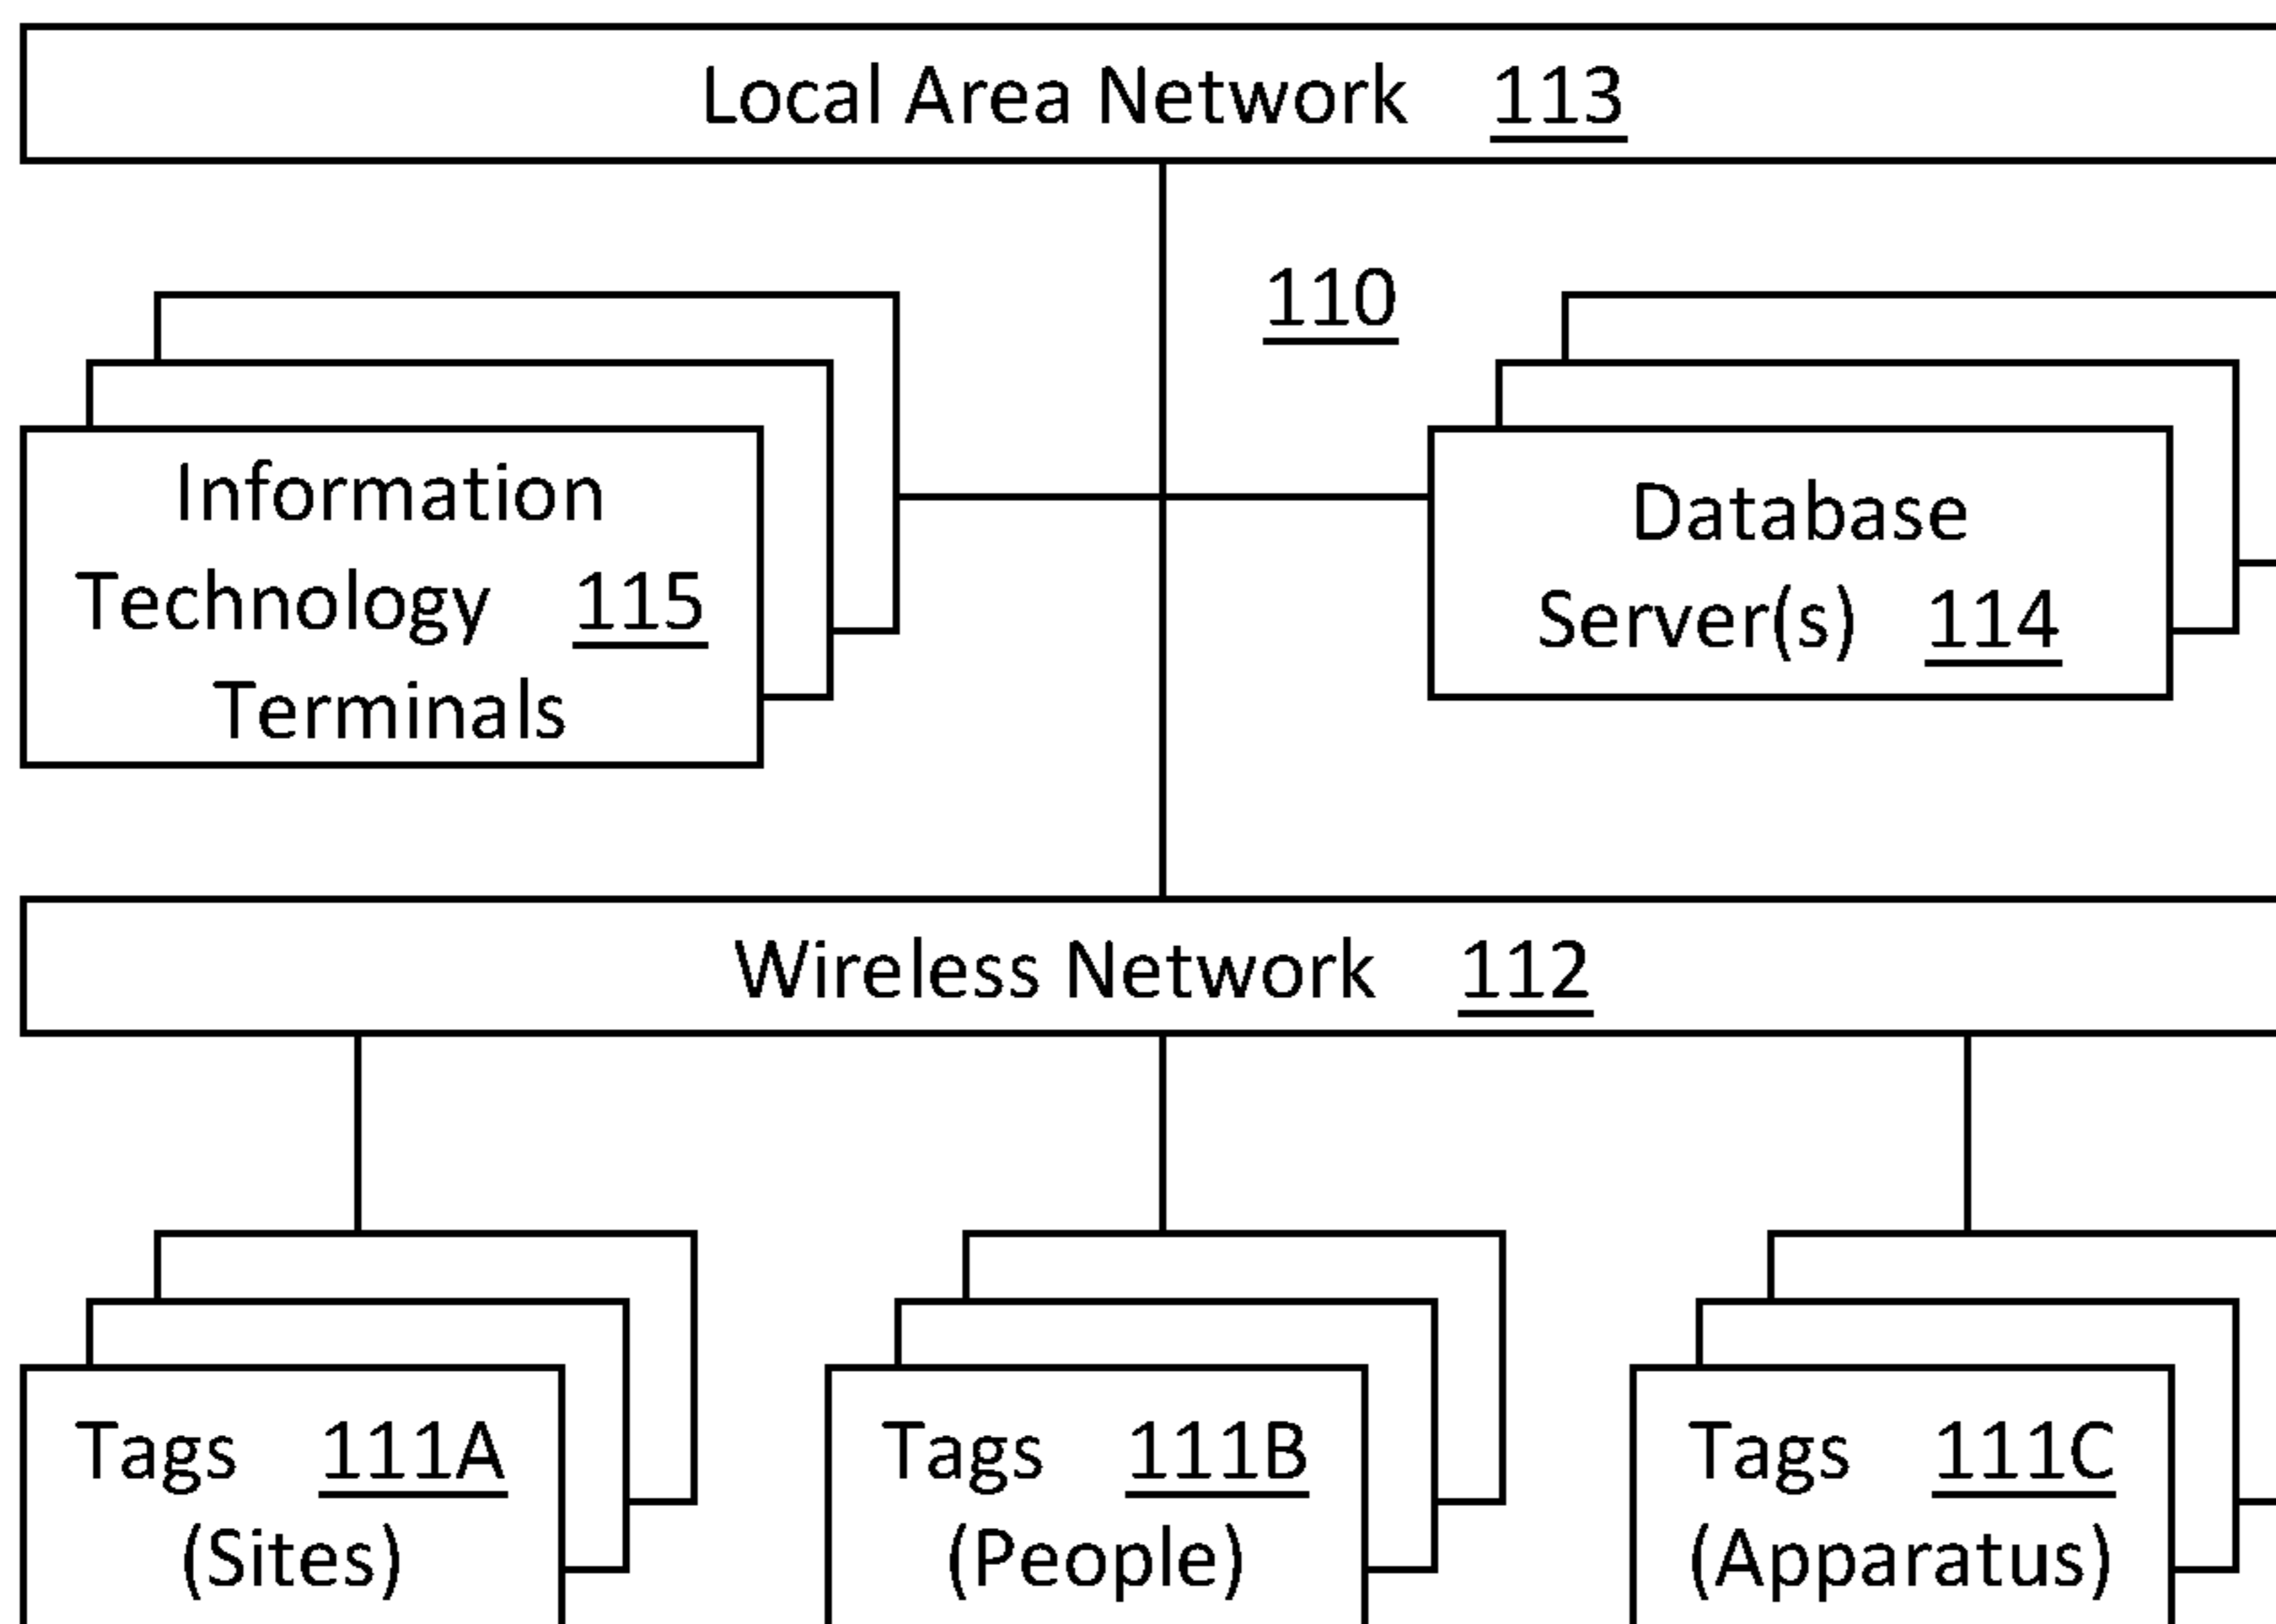 Local Area Network 113
110
Information
Technology 115
Terminals
Database
Server(s) 114
Wireless Network 112
Tags 111A
(Sites)
Tags 111B
(People)
Tags 111C
(Apparatus)